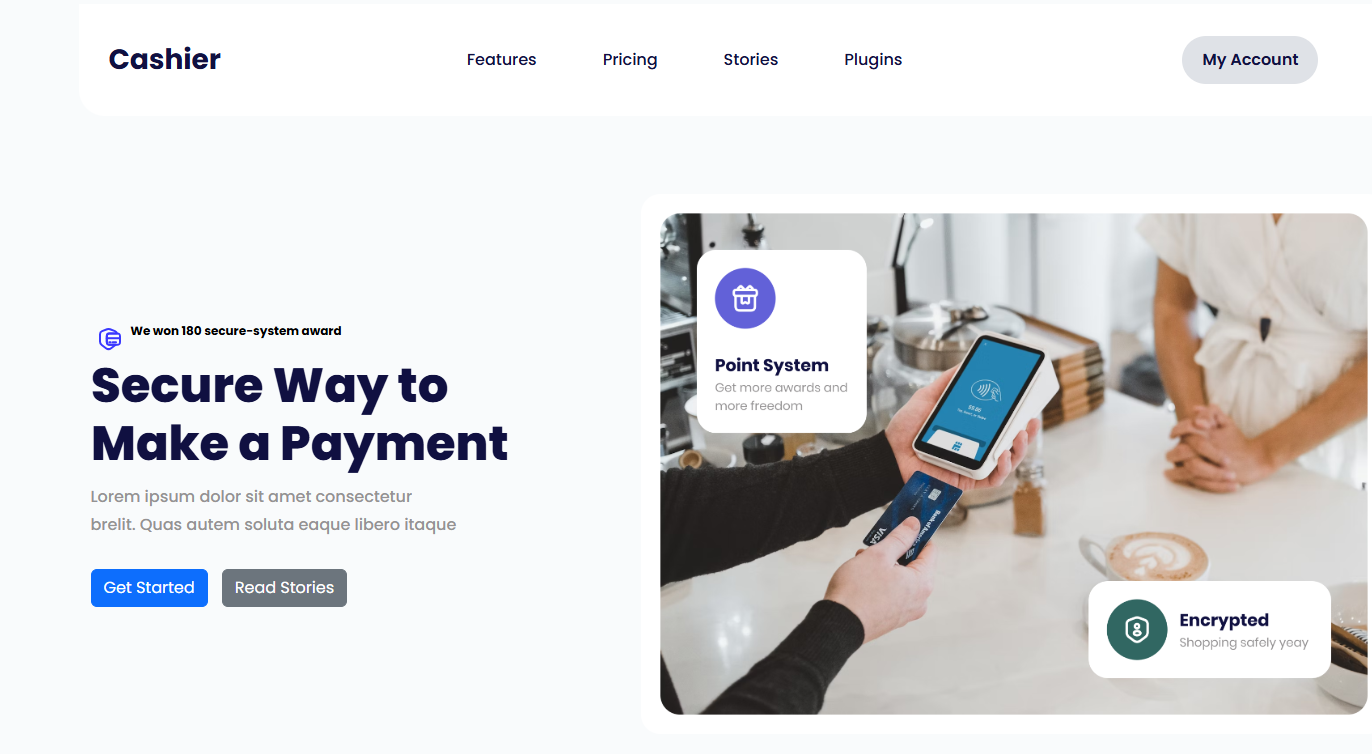 Cashier
Features
Pricing
Stories
Plugins
My Account
We won 180 secure-system award
Secure Way to
Make a Payment
Lorem ipsum dolor sit amet consectetur
brelit. Quas autem soluta eaque libero itaque
Get Started
Read Stories
Point System
Get more awards and
more freedom
VISA
Encrypted
Shopping safely yeay